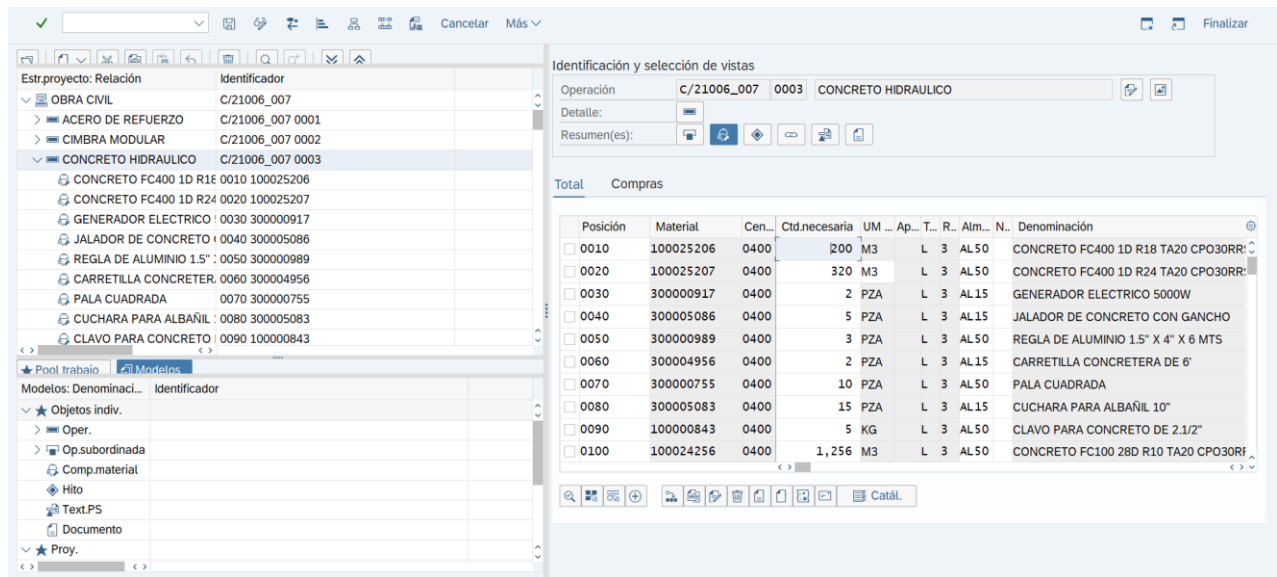 Cancelar Más Finalizar
Estr.proyecto: Relación Identificador
OBRA CIVIL C/21006_007
ACERO DE REFUERZO C/21006_007 0001
CIMBRA MODULAR C/21006_007 0002
CONCRETO HIDRAULICO C/21006_007 0003
CONCRETO FC400 1D R18 0010 100025206
CONCRETO FC400 1D R24 0020 100025207
GENERADOR ELECTRICO 0030 300000917
JALADOR DE CONCRETO 0040 300005086
REGLA DE ALUMINIO 1.5" 0050 300000989
CARRETILLA CONCRETER 0060 300004956
PALA CUADRADA 0070 300000755
CUCHARA PARA ALBAÑIL 0080 300005083
CLAVO PARA CONCRETO 0090 100000843
Pool trabajo Modelos
Modelos: Denominaci... Identificador
Objetos indiv.
Oper.
Op.subordinada
Comp.material
Hito
Text.PS
Documento
Proy.
Identificación y selección de vistas
Operación C/21006_007 0003 CONCRETO HIDRAULICO
Detalle:
Resumen(es):
Total Compras
Posición Material Cen... Ctd.necesaria UM ... Ap... T... R.. Alm... N.. Denominación
0010 100025206 0400 200 M3 L 3 AL50 CONCRETO FC400 1D R18 TA20 CPO30RR
0020 100025207 0400 320 M3 L 3 AL50 CONCRETO FC400 1D R24 TA20 CPO30RR
0030 300000917 0400 2 PZA L 3 AL15 GENERADOR ELECTRICO 5000W
0040 300005086 0400 5 PZA L 3 AL15 JALADOR DE CONCRETO CON GANCHO
0050 300000989 0400 3 PZA L 3 AL50 REGLA DE ALUMINIO 1.5" X 4" X 6 MTS
0060 300004956 0400 2 PZA L 3 AL15 CARRETILLA CONCRETERA DE 6'
0070 300000755 0400 10 PZA L 3 AL50 PALA CUADRADA
0080 300005083 0400 15 PZA L 3 AL15 CUCHARA PARA ALBAÑIL 10"
0090 100000843 0400 5 KG L 3 AL50 CLAVO PARA CONCRETO DE 2.1/2"
0100 100024256 0400 1,256 M3 L 3 AL50 CONCRETO FC100 28D R10 TA20 CPO30RR
Catál.